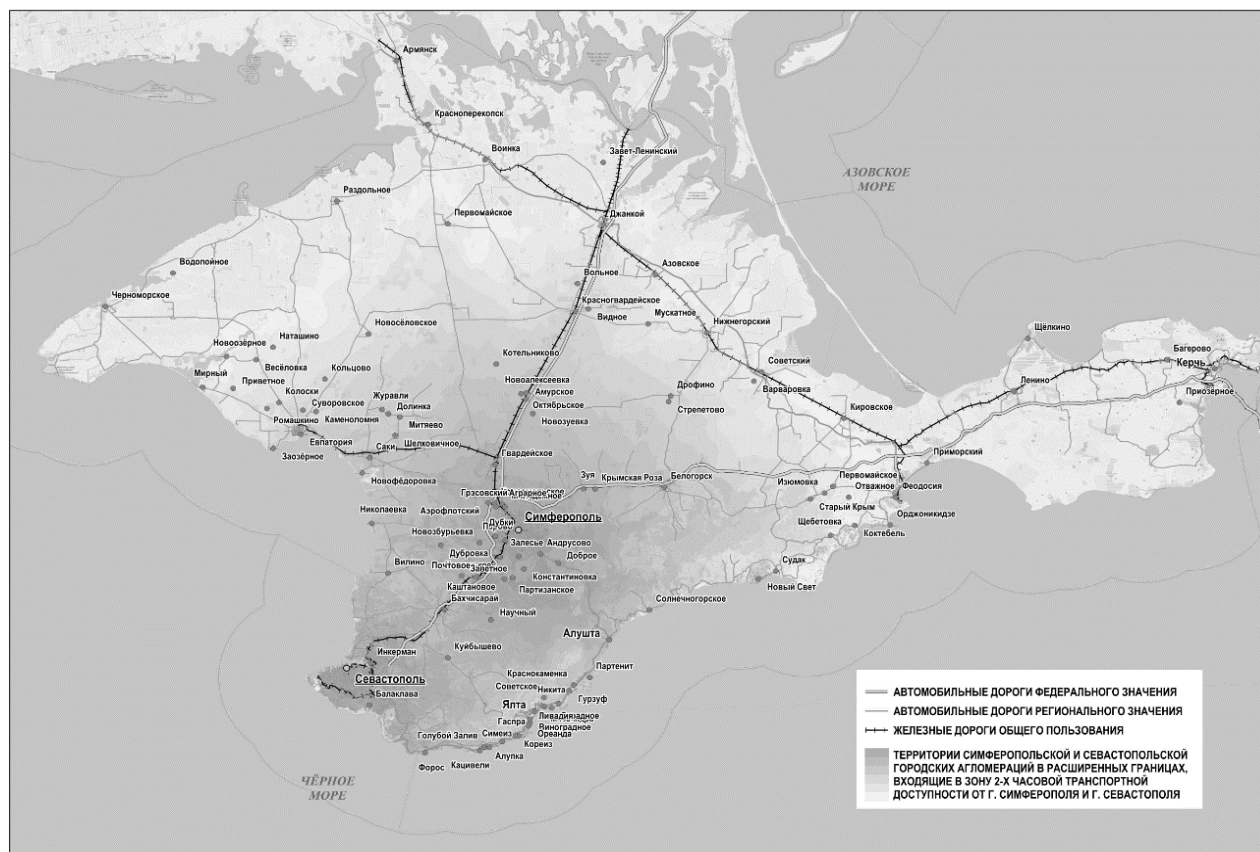 Армянск
Красноперекопск
Воинка
Завет-Ленинский
АЗОВСКОЕ
МОРЕ
Раздольное
Первомайское
Джанкой
Водопойное
Вольное
Азовское
Черноморское
Красногвардейское
Видное
Мускатное
Нижнегорский
Новосёловское
Щёлкино
Наташино
Новоозёрное
Котельниково
Багерово
Керчь
Весёловка
Кольцово
Советский
Мирный
Приветное
Новоалексеевка
Дрофино
Варваровка
Ленино
Колоски
Журавли
Амурское
Приозёрное
Суворовское
Долинка
Октябрьское
Стрепетово
Кировское
Ромашкино
Каменоломня
Митяево
Новозуевка
Евпатория
Саки
Шелковичное
Заозёрное
Гвардейское
Приморский
Новофёдоровка
Зуя
Крымская Роза
Белогорск
Изюмовка
Первомайское
Отважное
Феодосия
Грэсовский
Аграрное
Николаевка
Аэрофлотский
Симферополь
Старый Крым
Орджоникидзе
Дубки
Щебетовка
Коктебель
Новозбурьевка
Залесье
Андрусово
Дубровка
Доброе
Вилино
Почтовое
Заветное
Судак
Константиновка
Новый Свет
Каштановое
Партизанское
Бахчисарай
Солнечногорское
Научный
Алушта
Инкерман
Куйбышево
Севастополь
Краснокаменка
Партенит
Балаклава
Советское
Никита
Гурзуф
Ялта
Гаспра
Виноградное
Голубой Залив
Симеиз
Ореанда
Кореиз
Алупка
Форос
Кацивели
ЧЁРНОЕ
МОРЕ
АВТОМОБИЛЬНЫЕ ДОРОГИ ФЕДЕРАЛЬНОГО ЗНАЧЕНИЯ
АВТОМОБИЛЬНЫЕ ДОРОГИ РЕГИОНАЛЬНОГО ЗНАЧЕНИЯ
ЖЕЛЕЗНЫЕ ДОРОГИ ОБЩЕГО ПОЛЬЗОВАНИЯ
ТЕРРИТОРИИ СИМФЕРОПОЛЬСКОЙ И СЕВАСТОПОЛЬСКОЙ
ГОРОДСКИХ АГЛОМЕРАЦИЙ В РАСШИРЕННЫХ ГРАНИЦАХ,
ВХОДЯЩИЕ В ЗОНУ 2-Х ЧАСОВОЙ ТРАНСПОРТНОЙ
ДОСТУПНОСТИ ОТ Г. СИМФЕРОПОЛЯ И Г. СЕВАСТОПОЛЯ